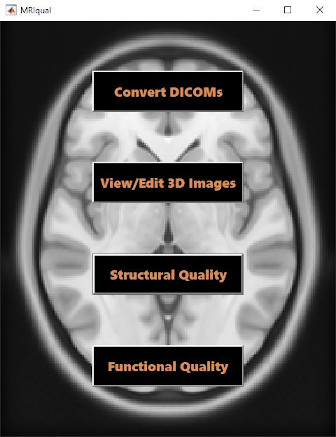 MRIqual
Convert DICOMs
View/Edit 3D Images
Structural Quality
Functional Quality